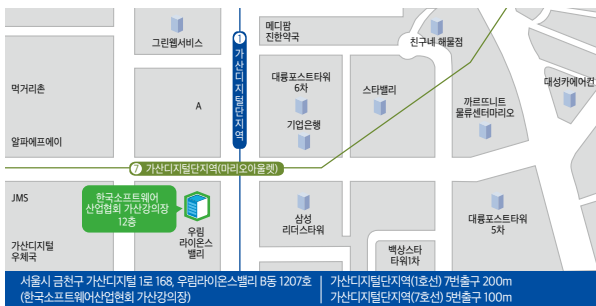 메디팜
진한약국
그린웹서비스
1
가산디지털단지역
친구네 해물점
먹거리촌
A
대륭포스트타워
6차
기업은행
스타밸리
까르뜨니트
물류센터마리오
대성카에어컨
알파에프에이
7 가산디지털단지역(마리오아울렛)
JMS
한국소프트웨어
산업협회 가산강의장
12층
우림
라이온스
밸리
삼성
리더스타워
대륭포스트타워
5차
가산디지털
우체국
백상스타
타워1차
서울시 금천구 가산디지털 1로 168, 우림라이온스밸리 B동 1207호
(한국소프트웨어산업현회 가산강의장)
가산디지털단지역(1호선) 7번출구 200m
가산디지털단지역(7호선) 5번출구 100m